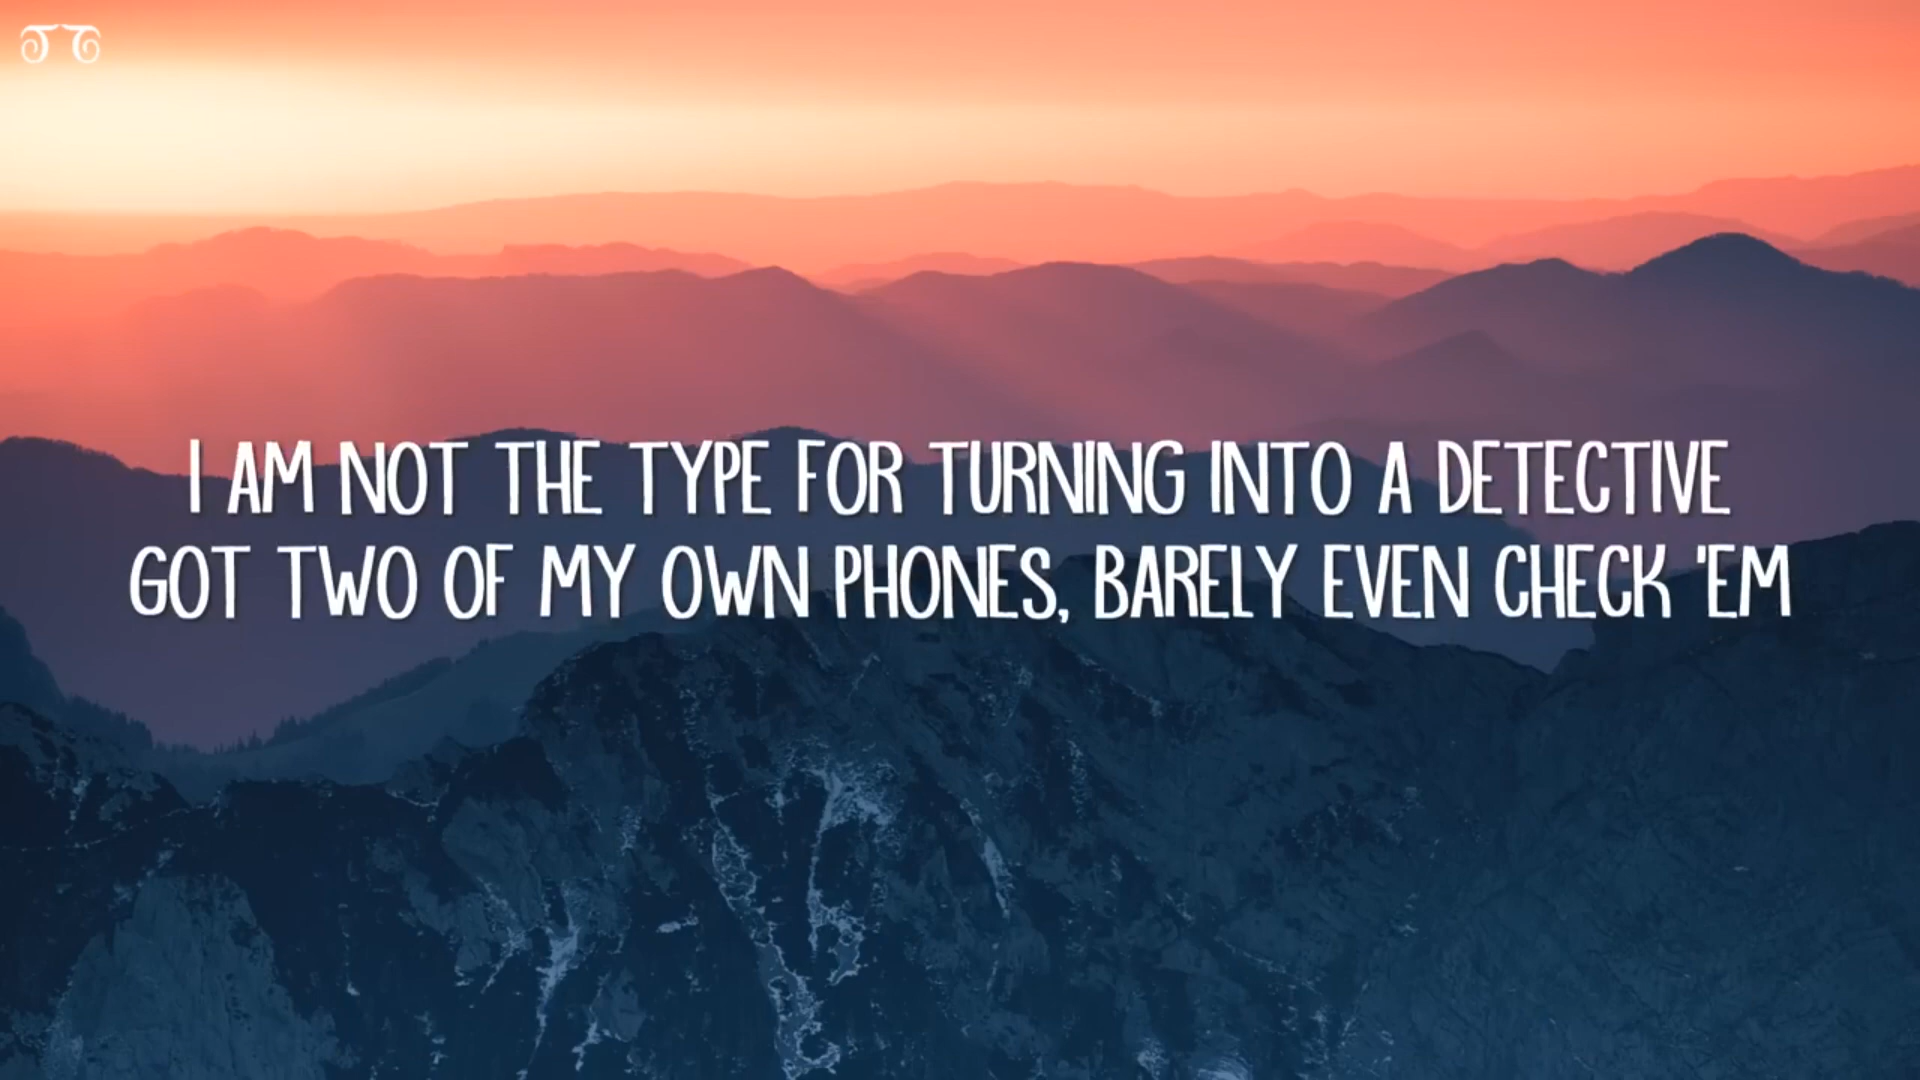 I AM NOT THE TYPE FOR TURNING INTO A DETECTIVE
GOT TWO OF MY OWN PHONES, BARELY EVEN CHECK 'EM